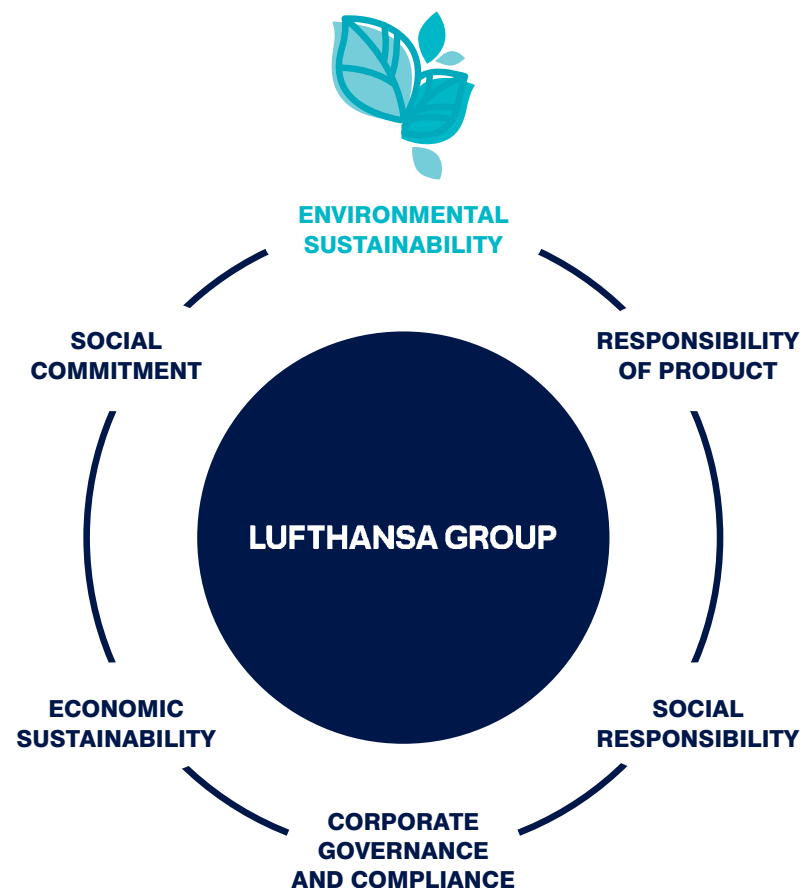 ENVIRONMENTAL
SUSTAINABILITY
SOCIAL
COMMITMENT
RESPONSIBILITY
OF PRODUCT
LUFTHANSA GROUP
ECONOMIC
SUSTAINABILITY
SOCIAL
RESPONSIBILITY
CORPORATE
GOVERNANCE
AND COMPLIANCE